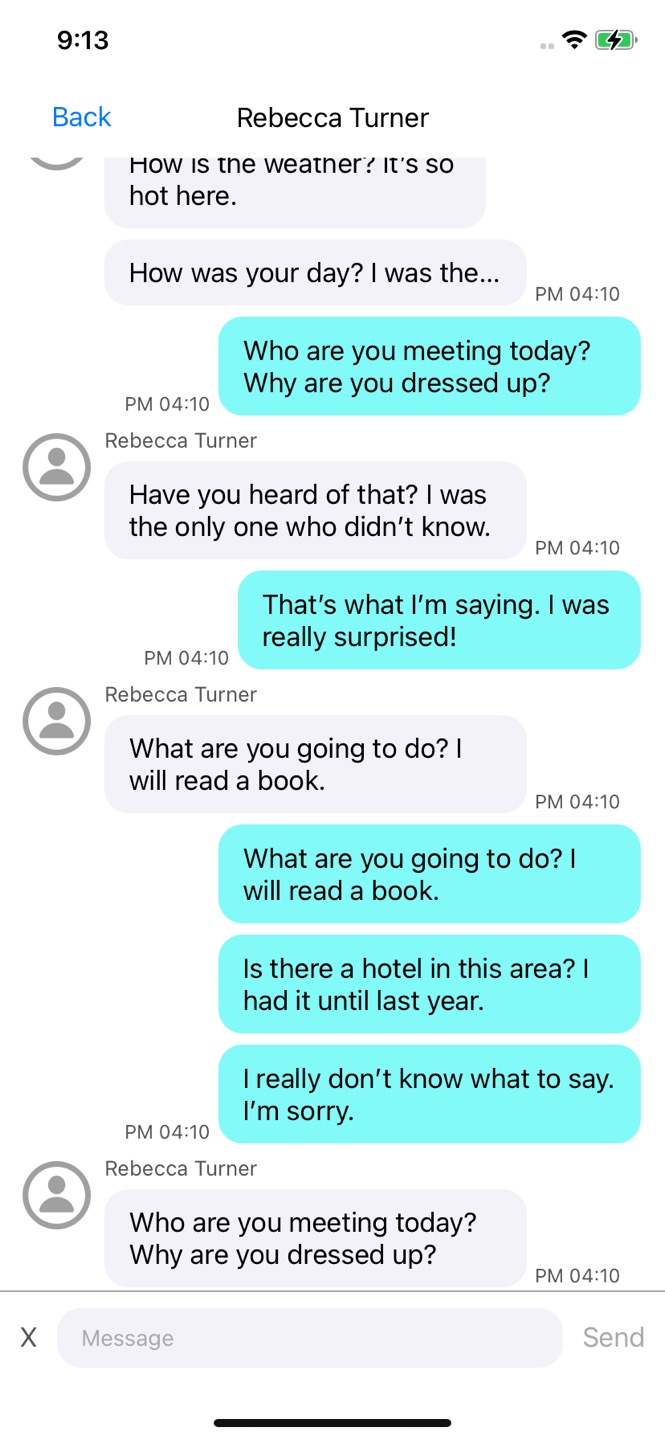 9:13
Back
Rebecca Turner
How is the weather? It's so
hot here.
How was your day? I was the...
PM 04:10
Who are you meeting today?
Why are you dressed up?
PM 04:10
Rebecca Turner
Have you heard of that? I was
the only one who didn't know.
PM 04:10
That's what I'm saying. I was
really surprised!
PM 04:10
Rebecca Turner
What are you going to do? I
will read a book.
PM 04:10
What are you going to do? I
will read a book.
Is there a hotel in this area? I
had it until last year.
I really don't know what to say.
I'm sorry.
PM 04:10
Rebecca Turner
Who are you meeting today?
Why are you dressed up?
PM 04:10
X
Message
Send